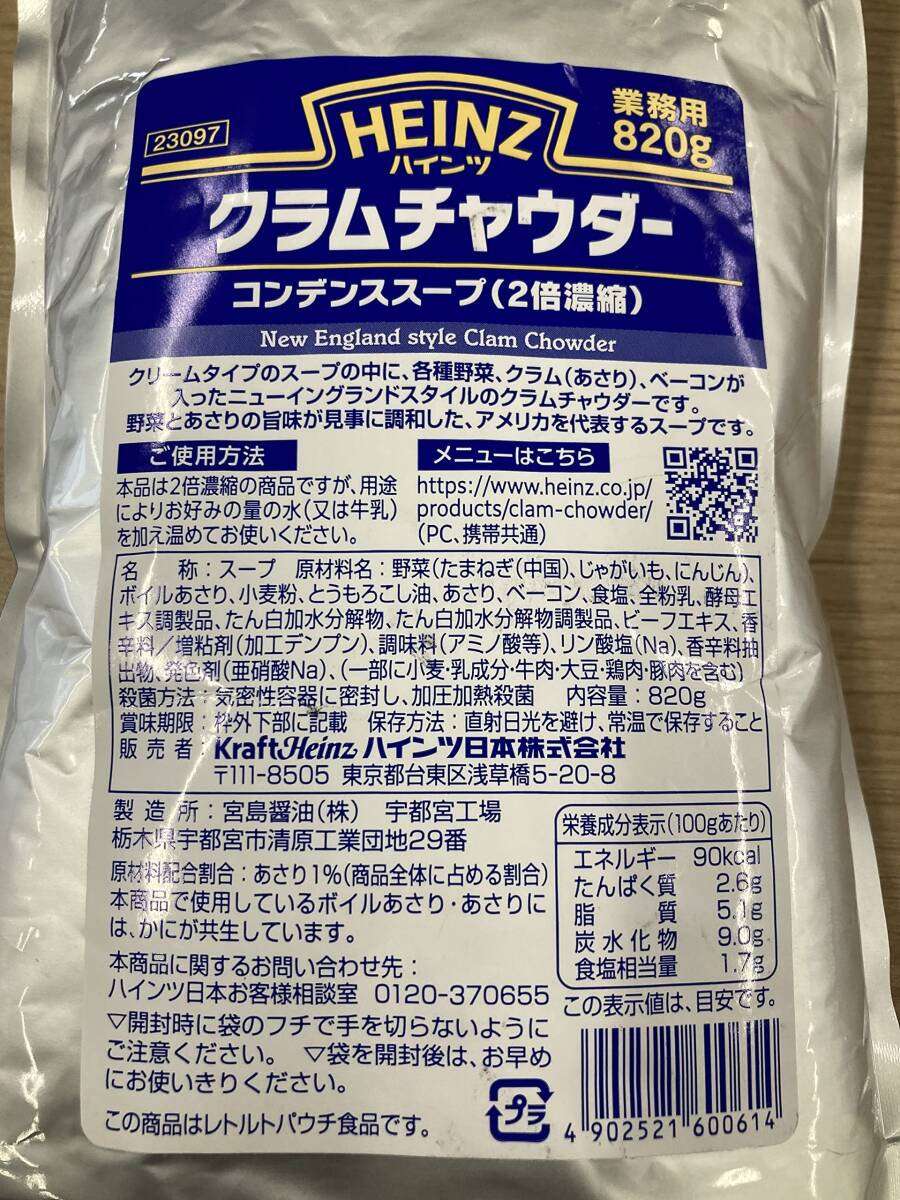 23097
HEINZ
ハインツ
業務用
820g
クラムチャウダー
コンデンススープ(2倍濃縮)
New England style Clam Chowder
クリームタイプのスープの中に、各種野菜、クラム(あさり)、ベーコンが
入ったニューイングランドスタイルのクラムチャウダーです。
野菜とあさりの旨味が見事に調和した、アメリカを代表するスープです。
ご使用方法
本品は2倍濃縮の商品ですが、用途
によりお好みの量の水(又は牛乳)
を加え温めてお使いください。
メニューはこちら
https://www.heinz.co.jp/
products/clam-chowder/
(PC、携帯共通)
名 称:スープ 原材料名:野菜(たまねぎ(中国)、じゃがいも、にんじん)、
ボイルあさり、小麦粉、とうもろこし油、あさり、ベーコン、食塩、全粉乳、酵母エ
キス調製品、たん白加水分解物、たん白加水分解物調製品、ビーフエキス、香
辛料/増粘剤(加工デンプン)、調味料(アミノ酸等)、リン酸塩(Na)、香辛料抽
出物、発色剤(亜硝酸Na)、(一部に小麦・乳成分・牛肉・大豆・鶏肉・豚肉を含む)
殺菌方法:気密性容器に密封し、加圧加熱殺菌 内容量:820g
賞味期限:枠外下部に記載 保存方法:直射日光を避け、常温で保存すること
販売者:KraftHeinz ハインツ日本株式会社
〒111-8505 東京都台東区浅草橋5-20-8
製造所:宮島醤油(株) 宇都宮工場
栃木県宇都宮市清原工業団地29番
原材料配合割合:あさり1%(商品全体に占める割合)
本商品で使用しているボイルあさり・あさりに
は、かにが共生しています。
本商品に関するお問い合わせ先:
ハインツ日本お客様相談室 0120-370655
▽開封時に袋のフチで手を切らないように
ご注意ください。 ▽袋を開封後は、お早め
にお使いきりください。
この商品はレトルトパウチ食品です。
栄養成分表示(100gあたり)
エネルギー 90kcal
たんぱく質 2.6g
脂質 5.1g
炭水化物 9.0g
食塩相当量 1.7g
この表示値は、目安です。
プラ
4 902521 600614